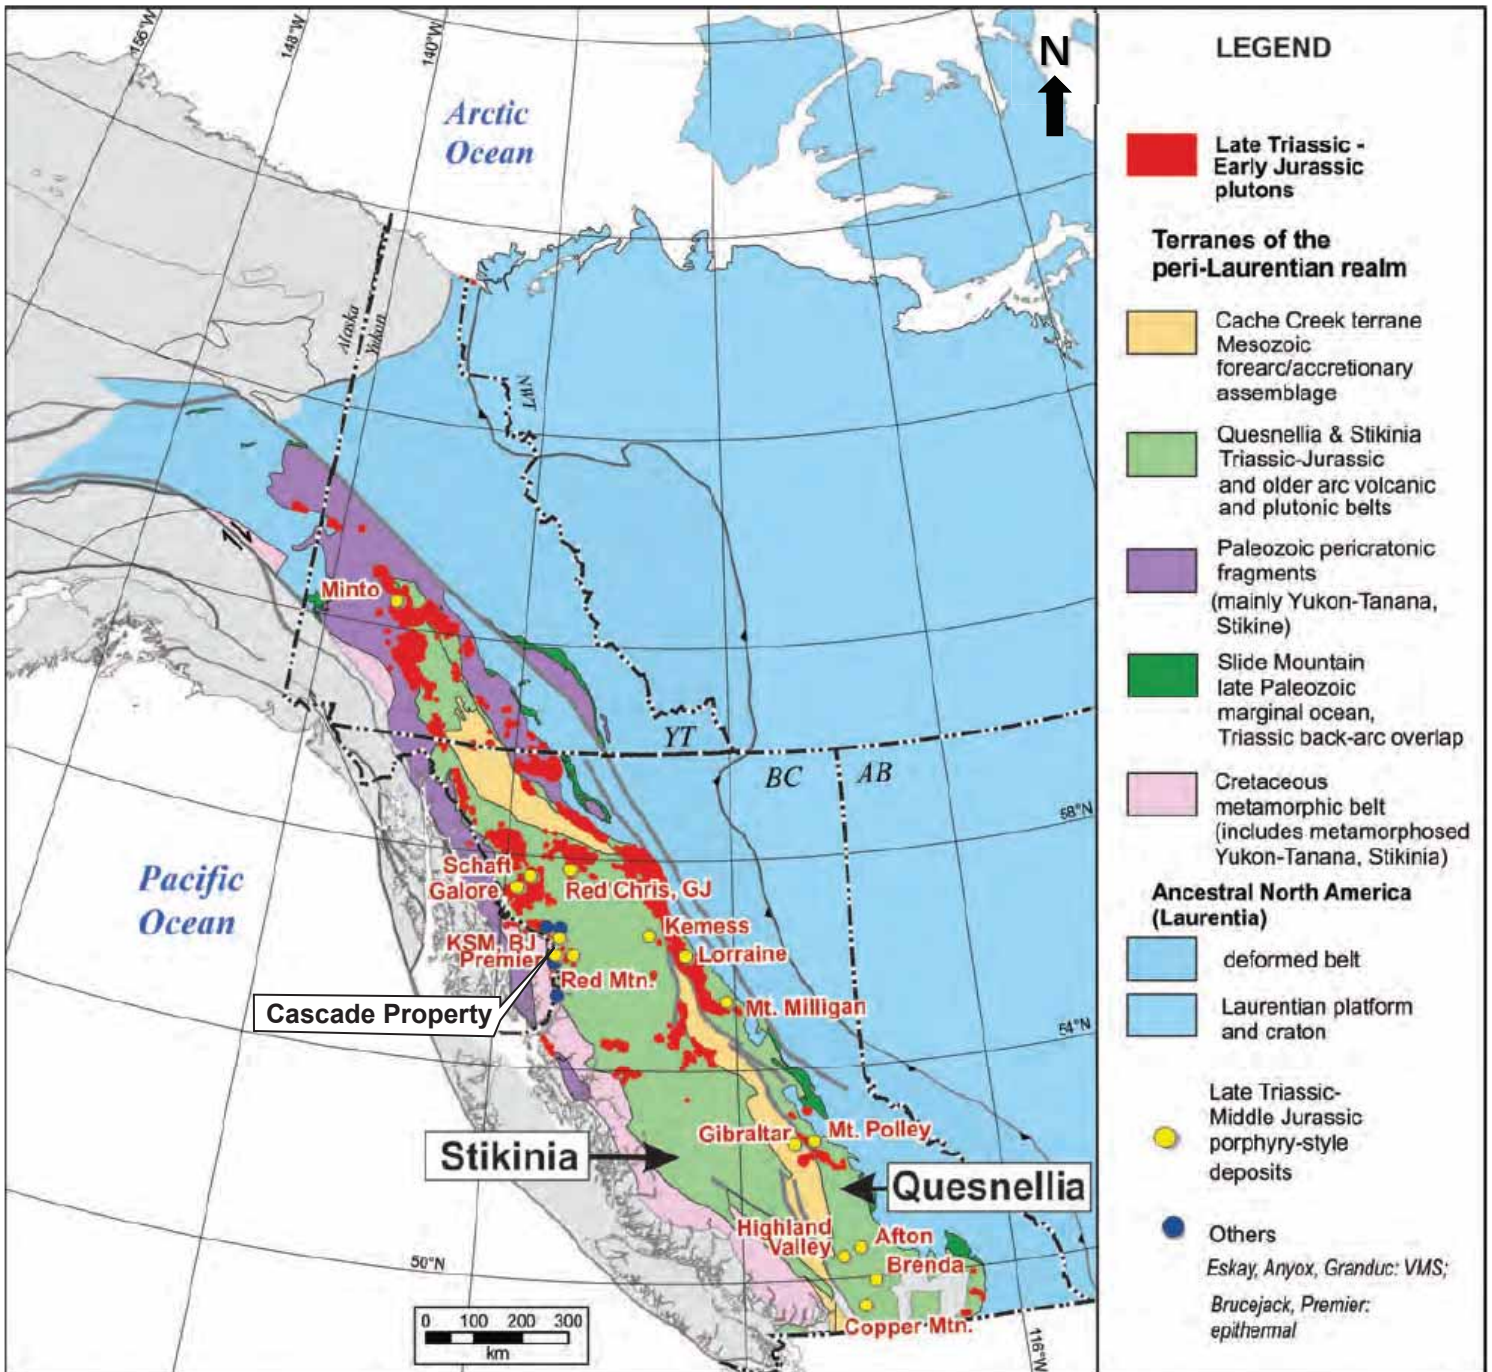 156°W
148°W
140°W
Arctic
Ocean
N
Alaska
Yukon
NWT
Minto
YT
BC
AB
58°N
Pacific
Ocean
Schaft
Galore
Red Chris, GJ
Kemess
KSM, BJ
Premier
Lorraine
Red Mtn.
Cascade Property
Mt. Milligan
54°N
Gibraltar
Mt. Polley
Stikinia
Quesnellia
Highland
Valley
Afton
Brenda
50°N
Copper Mtn.
0 100 200 300
km
116°W
LEGEND
Late Triassic -
Early Jurassic
plutons
Terranes of the
peri-Laurentian realm
Cache Creek terrane
Mesozoic
forearc/accretionary
assemblage
Quesnellia & Stikinia
Triassic-Jurassic
and older arc volcanic
and plutonic belts
Paleozoic pericratonic
fragments
(mainly Yukon-Tanana,
Stikine)
Slide Mountain
late Paleozoic
marginal ocean,
Triassic back-arc overlap
Cretaceous
metamorphic belt
(includes metamorphosed
Yukon-Tanana, Stikinia)
Ancestral North America
(Laurentia)
deformed belt
Laurentian platform
and craton
Late Triassic-
Middle Jurassic
porphyry-style
deposits
Others
Eskay, Anyox, Granduc: VMS;
Brucejack, Premier:
epithermal